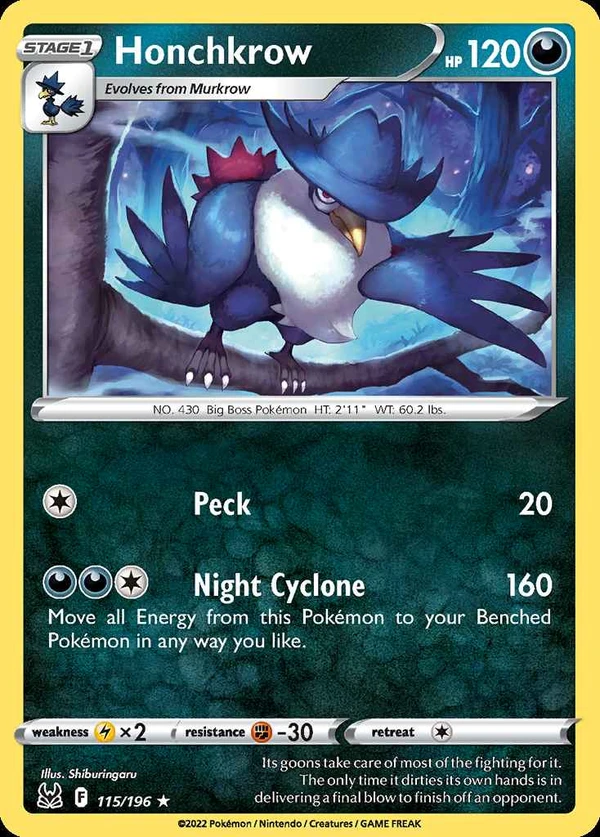 STAGE 1 Honchkrow HP 120
Evolves from Murkrow
NO. 430 Big Boss Pokémon HT: 2'11" WT: 60.2 lbs.
Peck 20
Night Cyclone 160
Move all Energy from this Pokémon to your Benched
Pokémon in any way you like.
weakness ×2 resistance -30 retreat
Illus. Shiburingaru
Its goons take care of most of the fighting for it.
The only time it dirties its own hands is in
delivering a final blow to finish off an opponent.
F 115/196 ★
©2022 Pokémon / Nintendo / Creatures / GAME FREAK